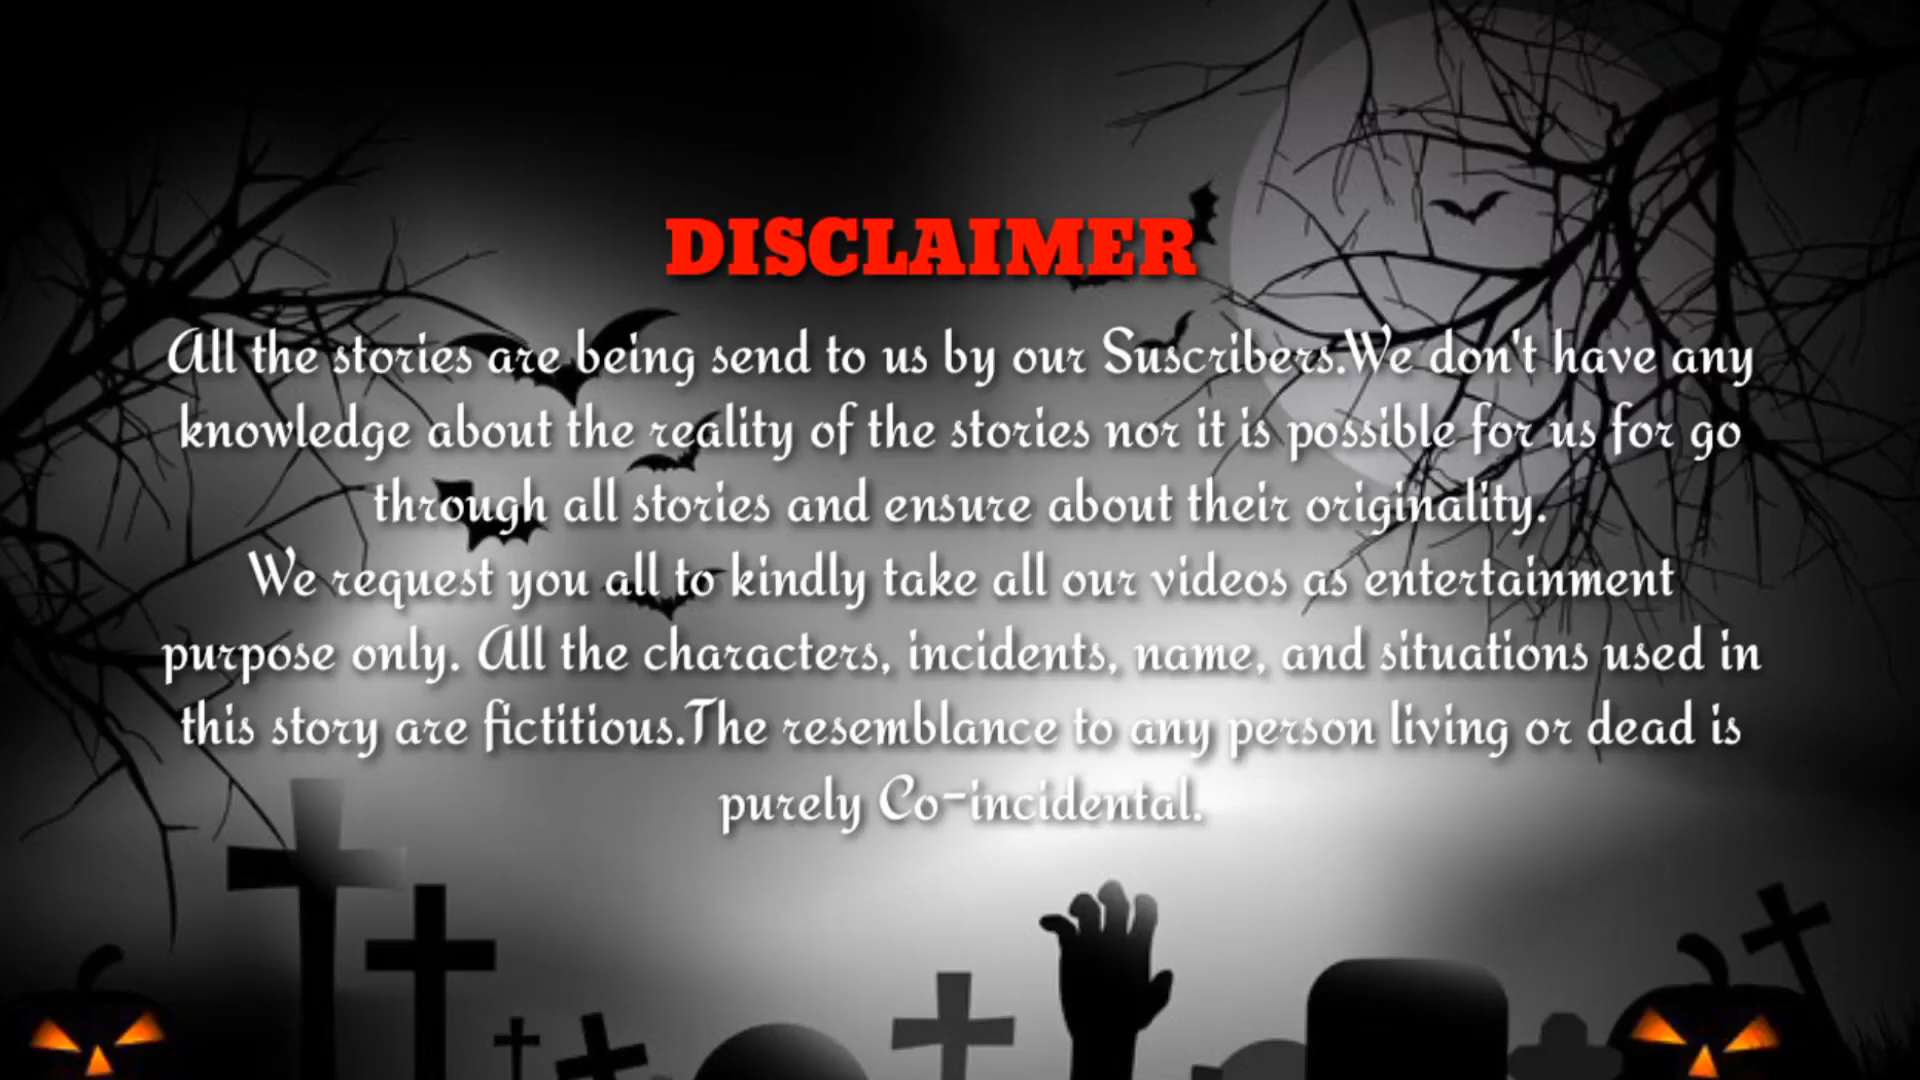 DISCLAIMER
All the stories are being send to us by our Suscribers.We don't have any
knowledge about the reality of the stories nor it is possible for us for go
through all stories and ensure about their originality.
We request you all to kindly take all our videos as entertainment
purpose only. All the characters, incidents, name, and situations used in
this story are fictitious.The resemblance to any person living or dead is
purely Co-incidental.